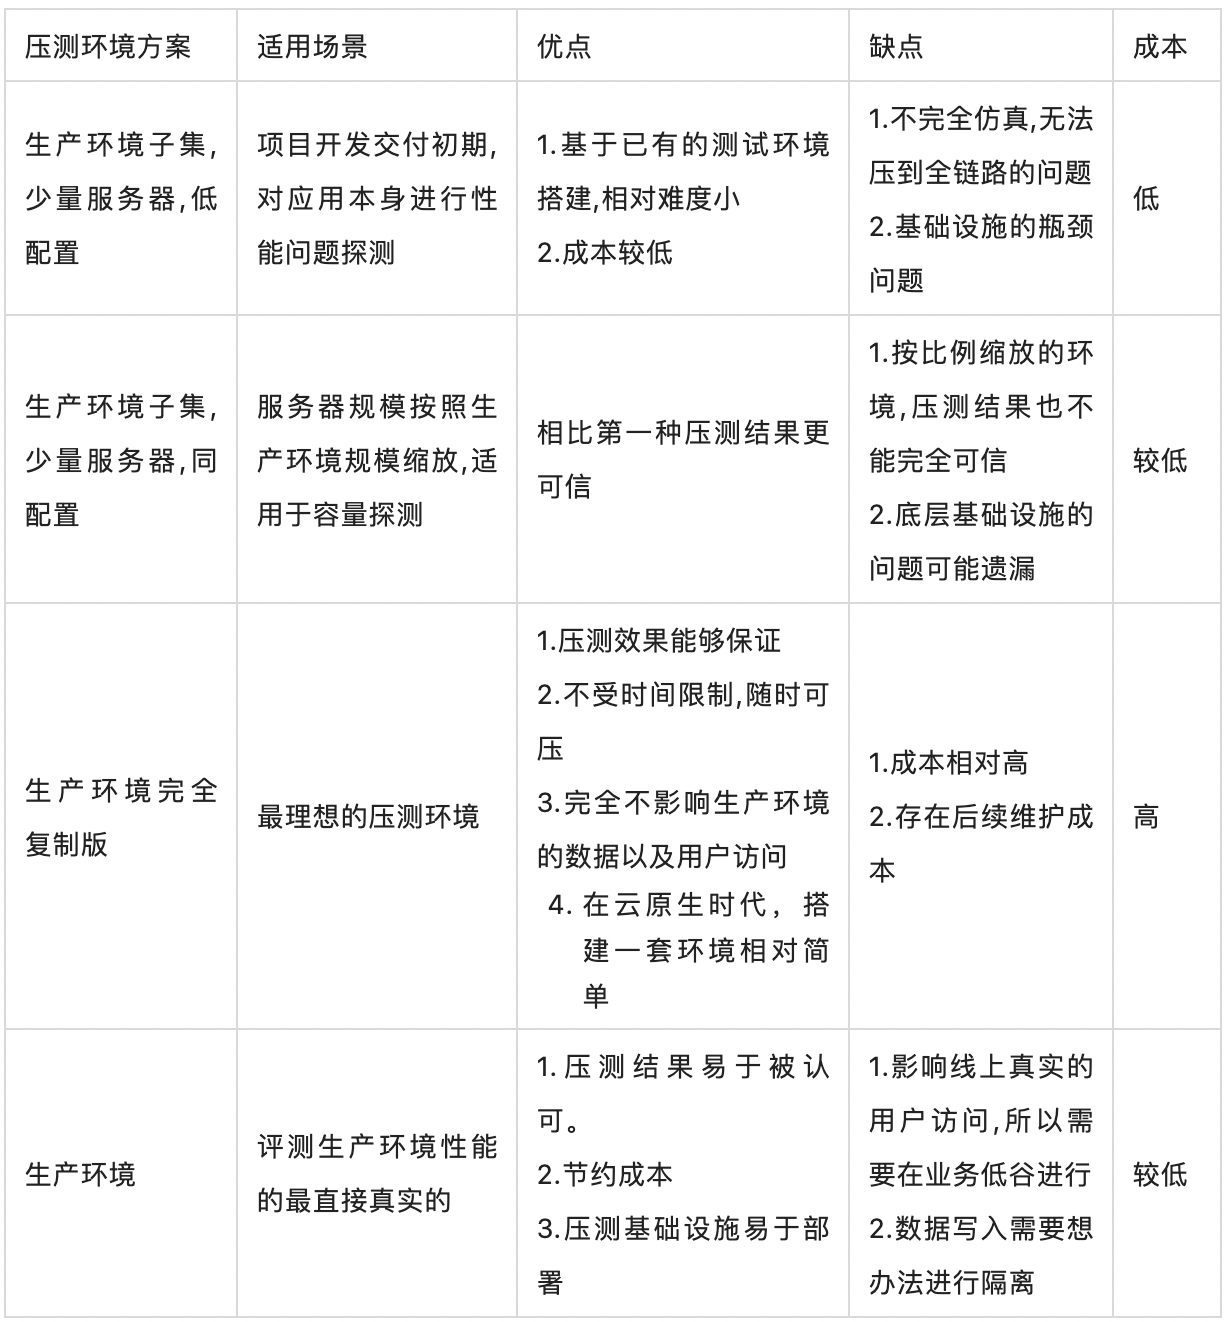 压测环境方案
适用场景
优点
缺点
成本
生产环境子集,
少量服务器,低
配置
项目开发交付初期,
对应用本身进行性
能问题探测
1.基于已有的测试环境
搭建,相对难度小
2.成本较低
1.不完全仿真,无法
压到全链路的问题
2.基础设施的瓶颈
问题
低
生产环境子集,
少量服务器,同
配置
服务器规模按照生
产环境规模缩放,适
用于容量探测
相比第一种压测结果更
可信
1.按比例缩放的环
境,压测结果也不
能完全可信
2.底层基础设施的
问题可能遗漏
较低
生产环境完全
复制版
最理想的压测环境
1.压测效果能够保证
2.不受时间限制,随时可
压
3.完全不影响生产环境
的数据以及用户访问
4. 在云原生时代，搭
建一套环境相对简
单
1.成本相对高
2.存在后续维护成
本
高
生产环境
评测生产环境性能
的最直接真实的
1.压测结果易于被认
可。
2.节约成本
3.压测基础设施易于部
署
1.影响线上真实的
用户访问,所以需
要在业务低谷进行
2.数据写入需要想
办法进行隔离
较低